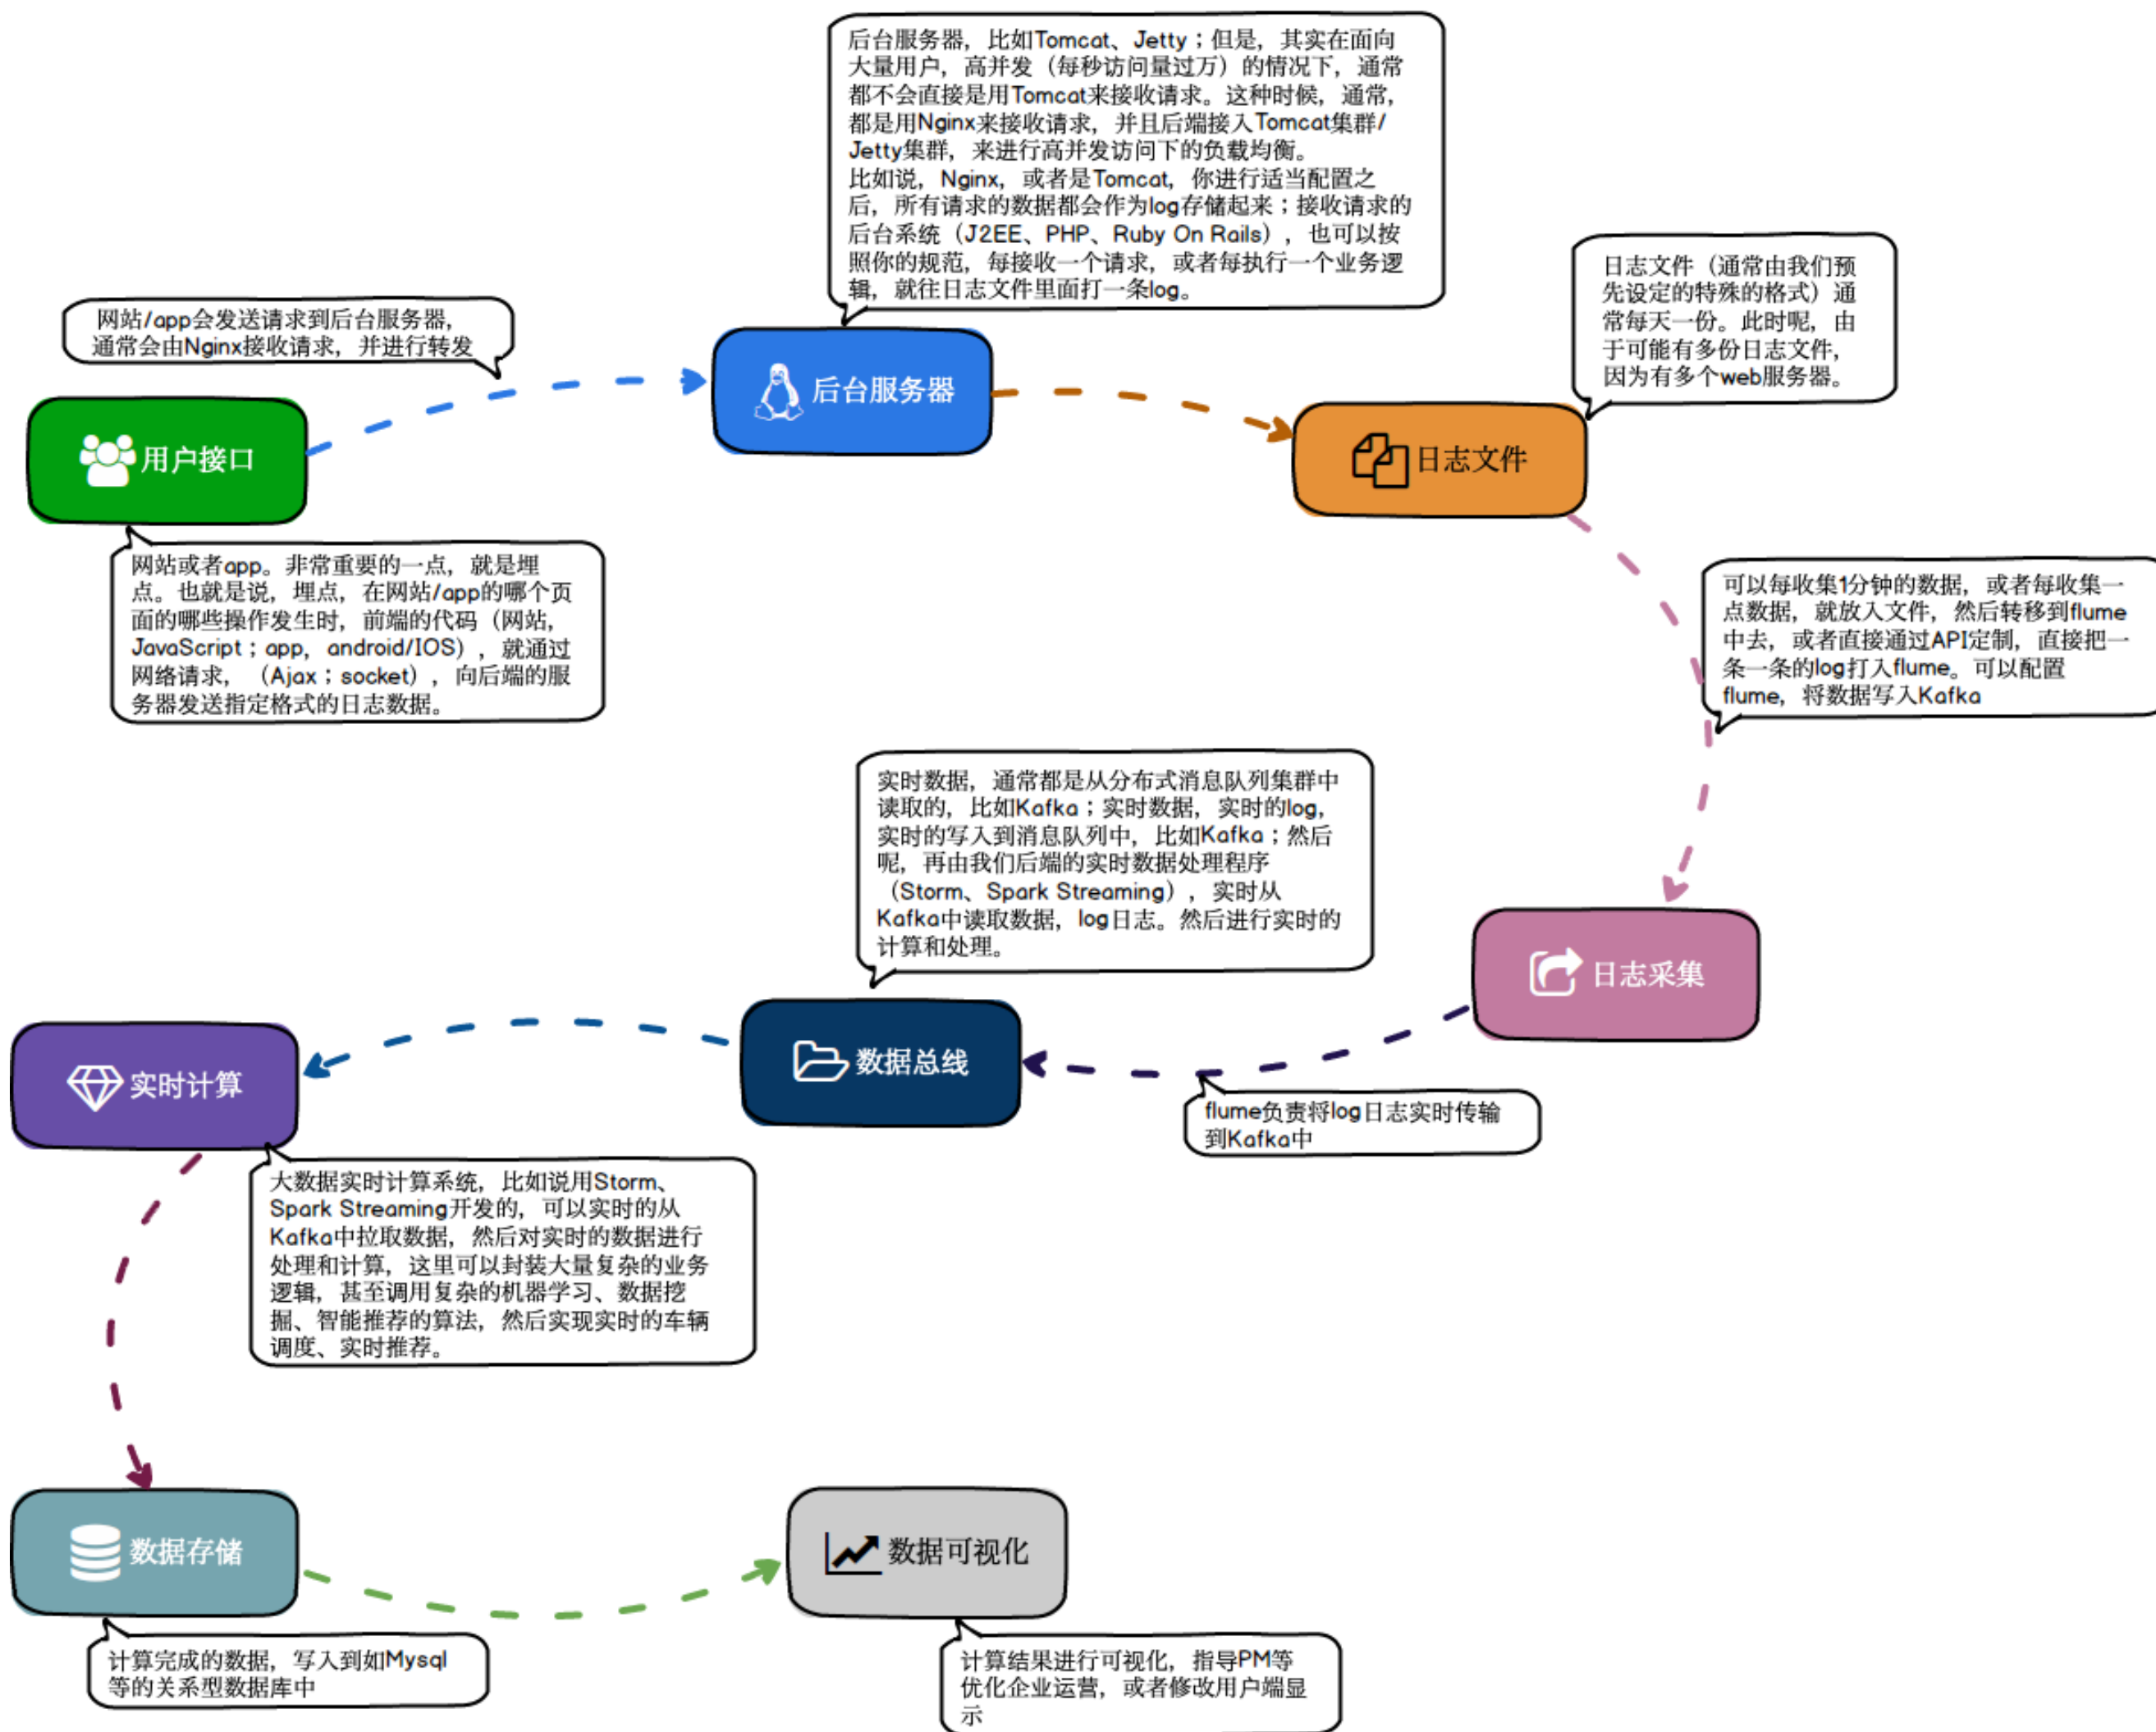 后台服务器，比如Tomcat、Jetty；但是，其实在面向
大量用户，高并发（每秒访问量过万）的情况下，通常
都不会直接是用Tomcat来接收请求。这种时候，通常，
都是用Nginx来接收请求，并且后端接入Tomcat集群/
Jetty集群，来进行高并发访问下的负载均衡。
比如说，Nginx，或者是Tomcat，你进行适当配置之
后，所有请求的数据都会作为log存储起来；接收请求的
后台系统（J2EE、PHP、Ruby On Rails），也可以按
照你的规范，每接收一个请求，或者每执行一个业务逻
辑，就往日志文件里面打一条log。
网站/app会发送请求到后台服务器，
通常会由Nginx接收请求，并进行转发
日志文件（通常由我们预
先设定的特殊的格式）通
常每天一份。此时呢，由
于可能有多份日志文件，
因为有多个web服务器。
用户接口
后台服务器
日志文件
网站或者app。非常重要的一点，就是埋
点。也就是说，埋点，在网站/app的哪个页
面的哪些操作发生时，前端的代码（网站，
JavaScript；app，android/IOS），就通过
网络请求，（Ajax；socket），向后端的服
务器发送指定格式的日志数据。
可以每收集1分钟的数据，或者每收集一
点数据，就放入文件，然后转移到flume
中去，或者直接通过API定制，直接把一
条一条的log打入flume。可以配置
flume，将数据写入Kafka
实时数据，通常都是从分布式消息队列集群中
读取的，比如Kafka；实时数据，实时的log，
实时的写入到消息队列中，比如Kafka；然后
呢，再由我们后端的实时数据处理程序
（Storm、Spark Streaming），实时从
Kafka中读取数据，log日志。然后进行实时的
计算和处理。
日志采集
数据总线
实时计算
flume负责将log日志实时传输
到Kafka中
大数据实时计算系统，比如说用Storm、
Spark Streaming开发的，可以实时的从
Kafka中拉取数据，然后对实时的数据进行
处理和计算，这里可以封装大量复杂的业务
逻辑，甚至调用复杂的机器学习、数据挖
掘、智能推荐的算法，然后实现实时的车辆
调度、实时推荐。
数据存储
数据可视化
计算完成的数据，写入到如Mysql
等的关系型数据库中
计算结果进行可视化，指导PM等
优化企业运营，或者修改用户端显
示